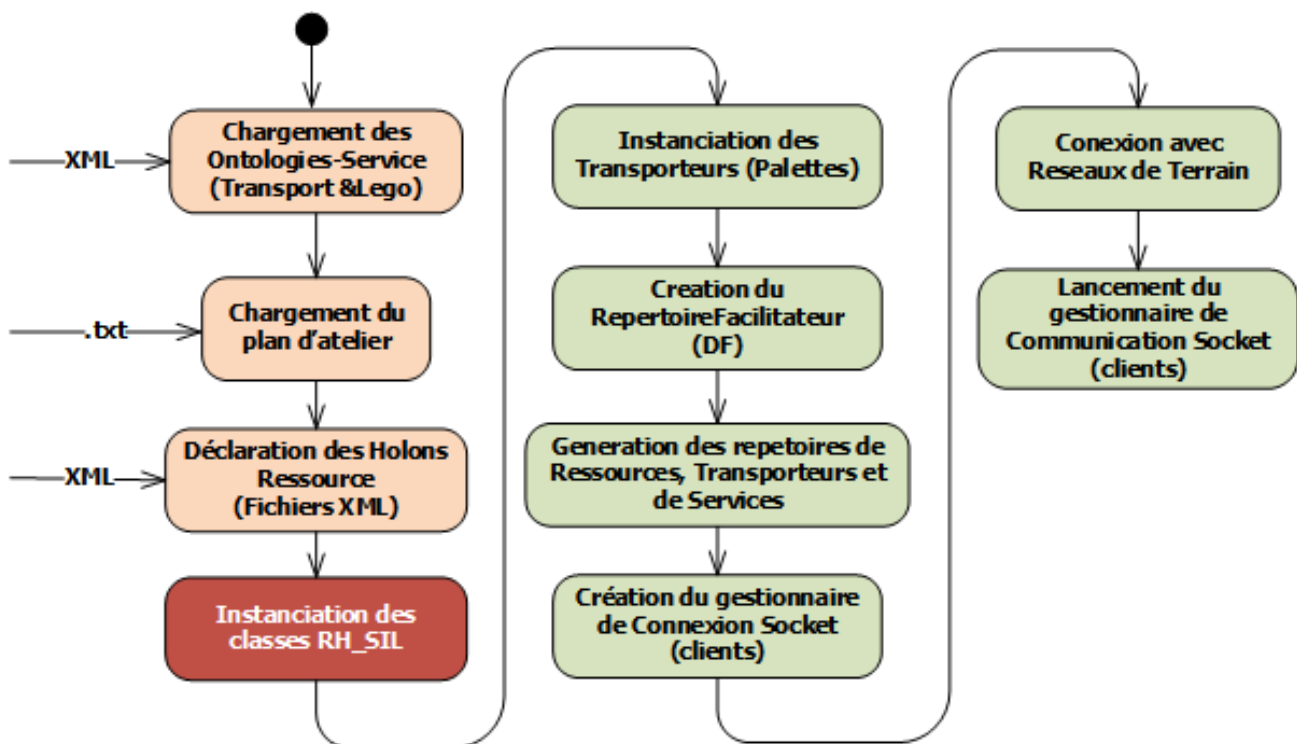 XML
Chargement des
Ontologies-Service
(Transport &Lego)
.txt
Chargement du
plan d'atelier
XML
Déclaration des Holons
Ressource
(Fichiers XML)
Instanciation des
classes RH_SIL
Instanciation des
Transporteurs (Palettes)
Creation du
RepertoireFacilitateur
(DF)
Generation des repetoires de
Ressources, Transporteurs et
de Services
Création du gestionnaire
de Connexion Socket
(clients)
Conexion avec
Reseaux de Terrain
Lancement du
gestionnaire de
Communication Socket
(clients)